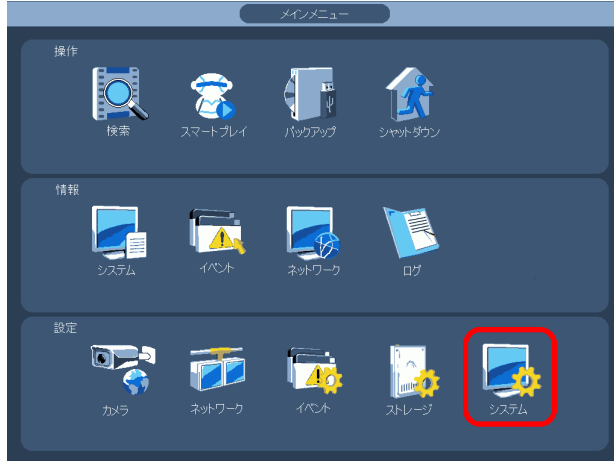 メインメニュー
操作
検索 スマートプレイ バックアップ シャットダウン
情報
システム イベント ネットワーク ログ
設定
カメラ ネットワーク イベント ストレージ システム